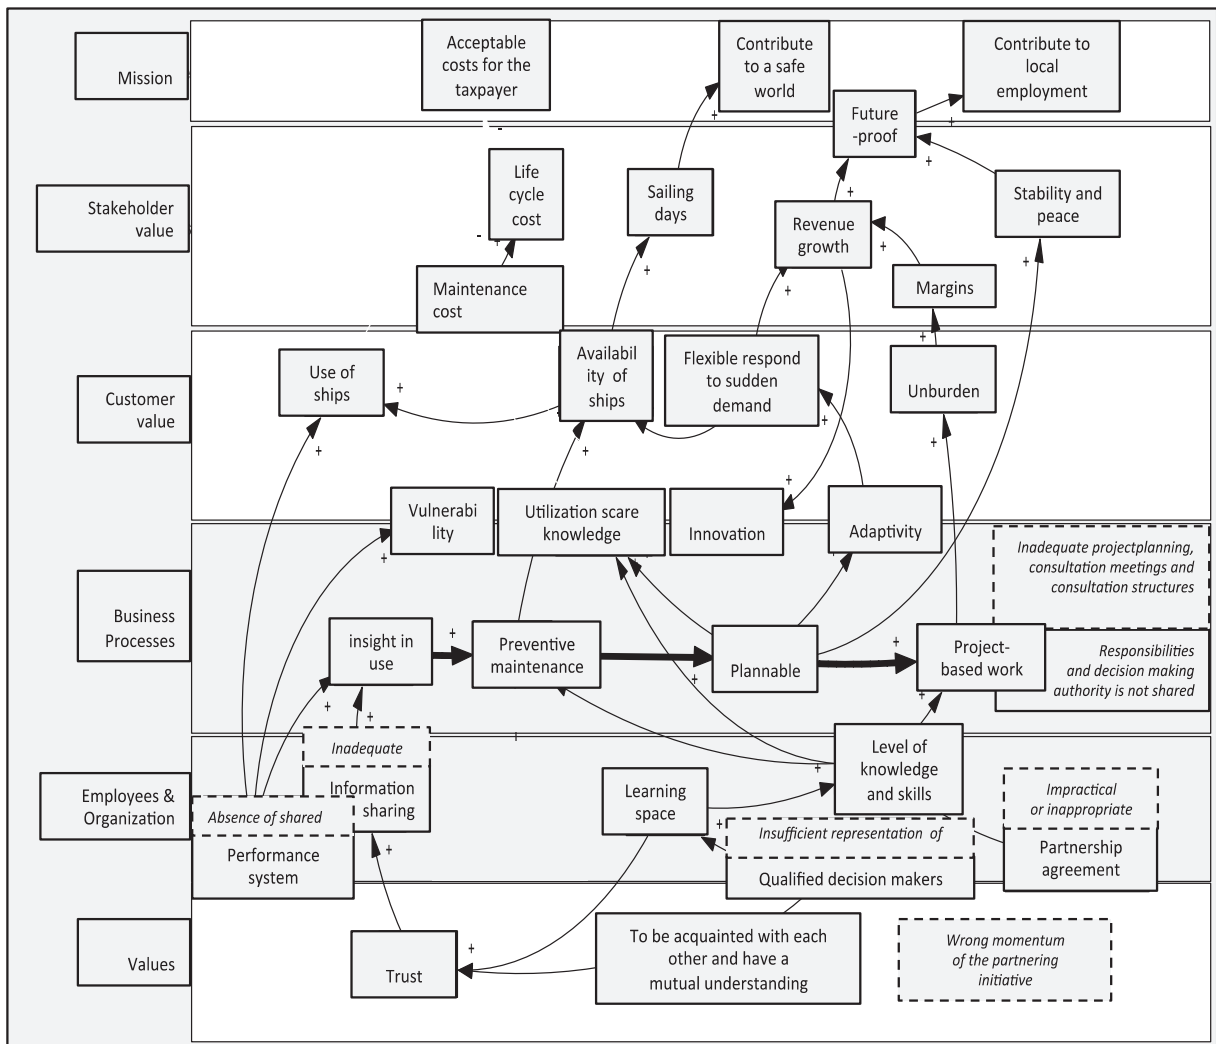 Mission
Acceptable
costs for the
taxpayer
Contribute
to a safe
world
Contribute to
local
employment
Future
-proof
Stakeholder
value
Life
cycle
cost
Sailing
days
Revenue
growth
Stability and
peace
Maintenance
cost
Margins
Customer
value
Use of
ships
Availabil
ity of
ships
Flexible respond
to sudden
demand
Unburden
Vulnerabi
lity
Utilization scare
knowledge
Innovation
Adaptivity
Business
Processes
Inadequate projectplanning,
consultation meetings and
consultation structures
insight in
use
Preventive
maintenance
Plannable
Project-
based work
Responsibilities
and decision making
authority is not shared
Employees &
Organization
Inadequate
Information
sharing
Absence of shared
Performance
system
Learning
space
Level of
knowledge
and skills
Insufficient representation of
Qualified decision makers
Impractical
or inappropriate
Partnership
agreement
Values
Trust
To be acquainted with each
other and have a
mutual understanding
Wrong momentum
of the partnering
initiative